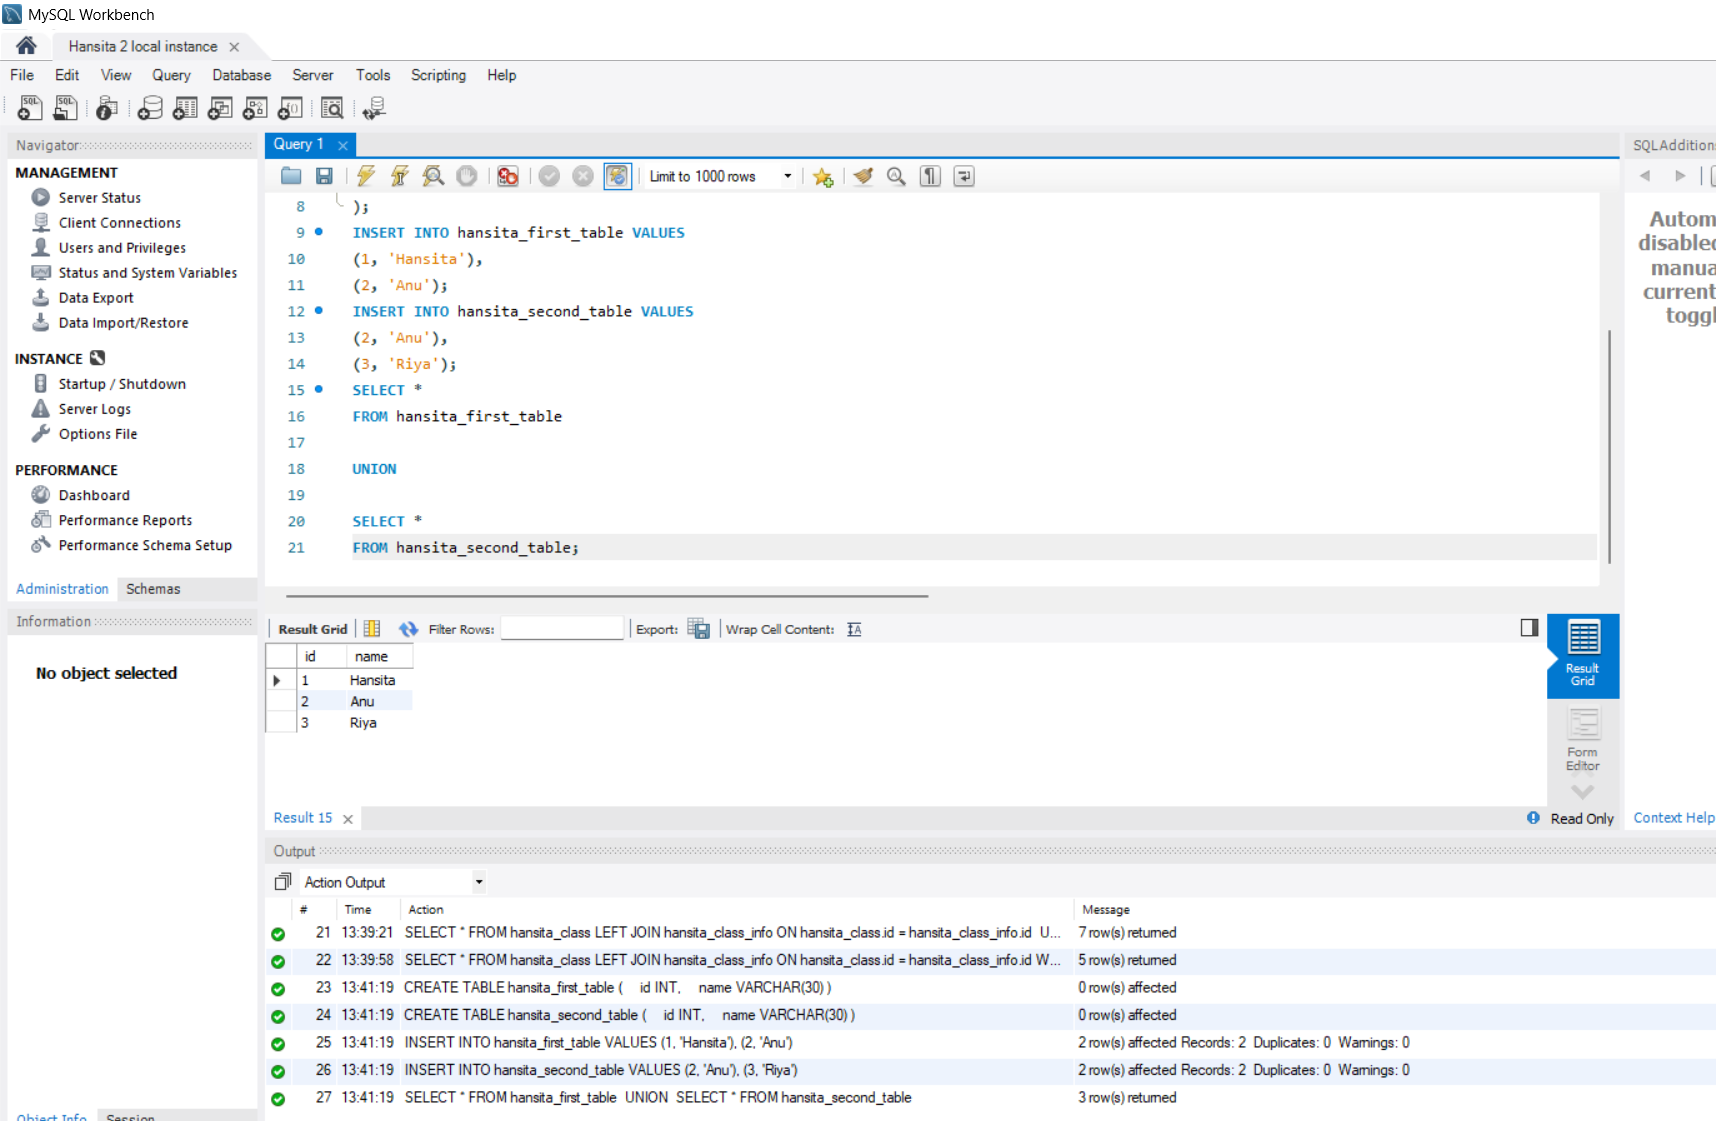 MySQL Workbench
Hansita 2 local instance
File Edit View Query Database Server Tools Scripting Help
Navigator
MANAGEMENT
Server Status
Client Connections
Users and Privileges
Status and System Variables
Data Export
Data Import/Restore
INSTANCE
Startup / Shutdown
Server Logs
Options File
PERFORMANCE
Dashboard
Performance Reports
Performance Schema Setup
Administration Schemas
Information
No object selected
Object Info Session
Query 1
Limit to 1000 rows
8 );
9 INSERT INTO hansita_first_table VALUES
10 (1, 'Hansita'),
11 (2, 'Anu');
12 INSERT INTO hansita_second_table VALUES
13 (2, 'Anu'),
14 (3, 'Riya');
15 SELECT *
16 FROM hansita_first_table
17
18 UNION
19
20 SELECT *
21 FROM hansita_second_table;
Result Grid Filter Rows: Export: Wrap Cell Content:
id name
1 Hansita
2 Anu
3 Riya
Result Grid
Form Editor
Result 15
Read Only
SQLAddition
Autom
disabled
manua
current
toggl
Context Help
Output
Action Output
# Time Action Message
21 13:39:21 SELECT * FROM hansita_class LEFT JOIN hansita_class_info ON hansita_class.id = hansita_class_info.id U... 7 row(s) returned
22 13:39:58 SELECT * FROM hansita_class LEFT JOIN hansita_class_info ON hansita_class.id = hansita_class_info.id W... 5 row(s) returned
23 13:41:19 CREATE TABLE hansita_first_table ( id INT, name VARCHAR(30) ) 0 row(s) affected
24 13:41:19 CREATE TABLE hansita_second_table ( id INT, name VARCHAR(30) ) 0 row(s) affected
25 13:41:19 INSERT INTO hansita_first_table VALUES (1, 'Hansita'), (2, 'Anu') 2 row(s) affected Records: 2 Duplicates: 0 Warnings: 0
26 13:41:19 INSERT INTO hansita_second_table VALUES (2, 'Anu'), (3, 'Riya') 2 row(s) affected Records: 2 Duplicates: 0 Warnings: 0
27 13:41:19 SELECT * FROM hansita_first_table UNION SELECT * FROM hansita_second_table 3 row(s) returned